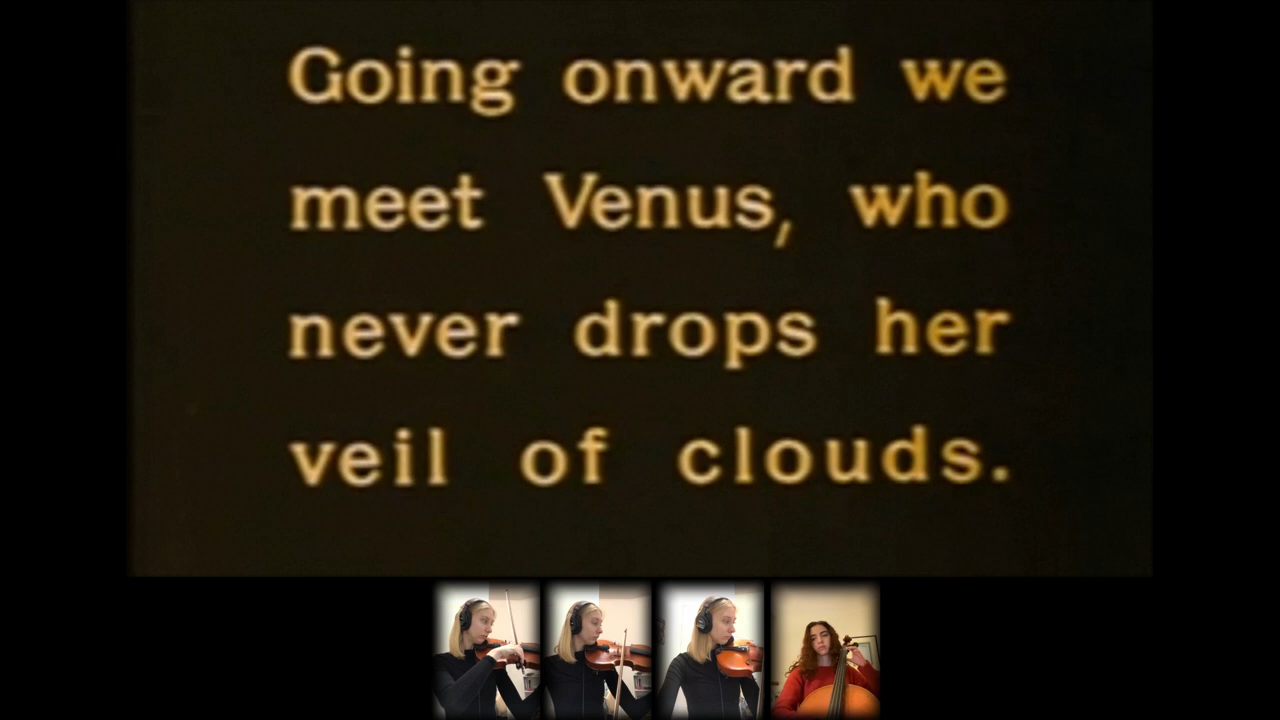 Going onward we
meet Venus, who
never drops her
veil of clouds.